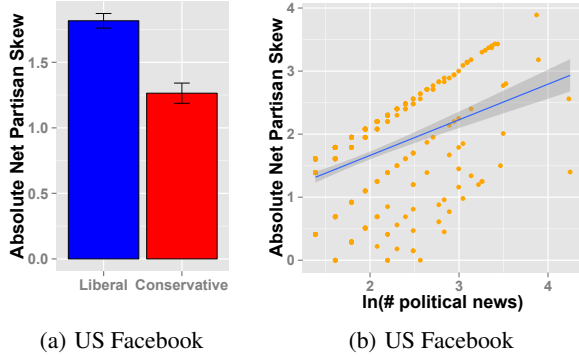 Absolute Net Partisan Skew
1.5
1.0
0.5
0.0
Liberal Conservative
(a) US Facebook
Absolute Net Partisan Skew
4
3
2
1
0
2 3 4
ln(# political news)
(b) US Facebook